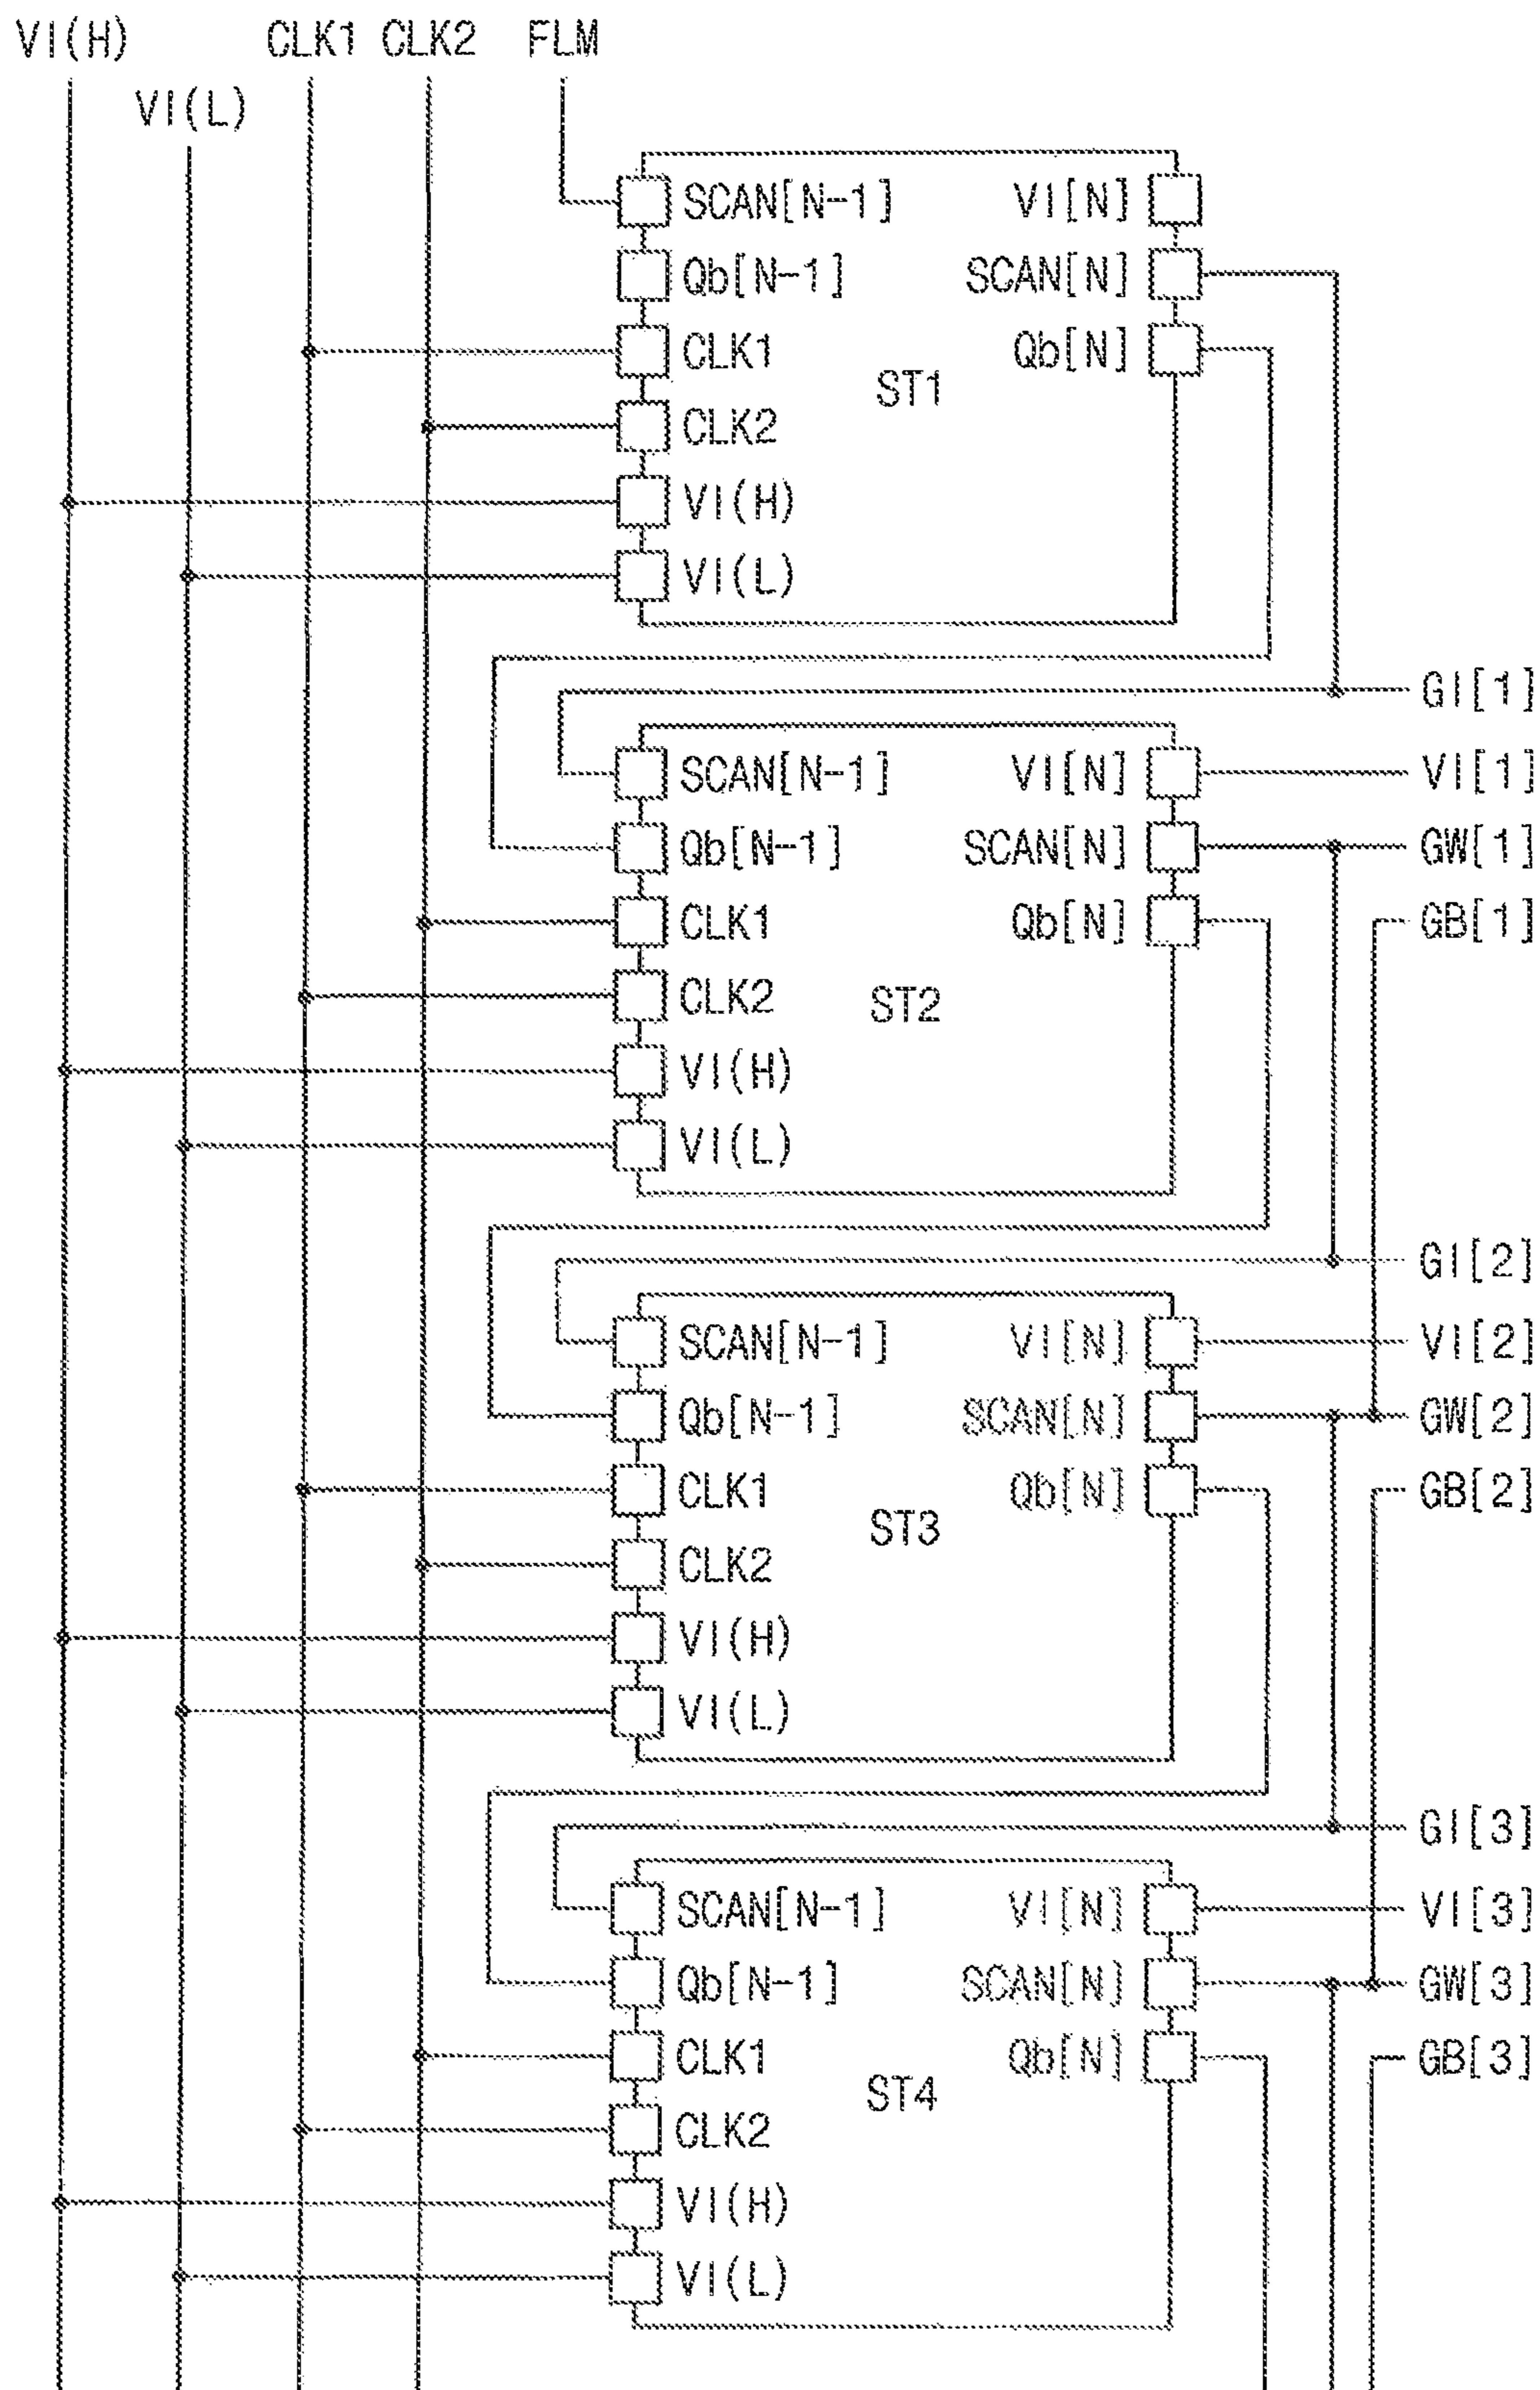 VI(H) CLK1 CLK2 FLM
VI(L)
SCAN[N-1] VI[N]
Qb[N-1] SCAN[N]
CLK1 Qb[N]
ST1
CLK2
VI(H)
VI(L)
GI[1]
SCAN[N-1] VI[N] VI[1]
Qb[N-1] SCAN[N] GW[1]
CLK1 Qb[N] GB[1]
CLK2 ST2
VI(H)
VI(L)
GI[2]
SCAN[N-1] VI[N] VI[2]
Qb[N-1] SCAN[N] GW[2]
CLK1 Qb[N] GB[2]
ST3
CLK2
VI(H)
VI(L)
GI[3]
SCAN[N-1] VI[N] VI[3]
Qb[N-1] SCAN[N] GW[3]
CLK1 Qb[N] GB[3]
ST4
CLK2
VI(H)
VI(L)